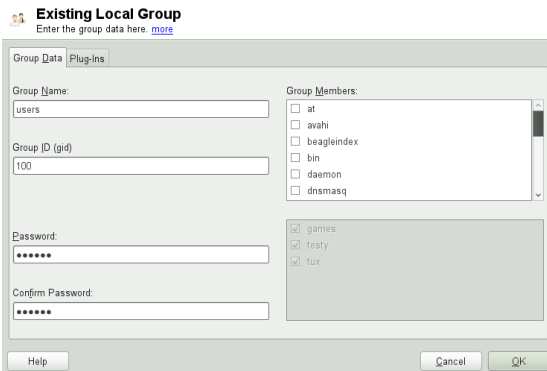 Existing Local Group
Enter the group data here. more
Group Data
Plug-Ins
Group Name:
users
Group ID (gid)
100
Password:
●●●●●●
Confirm Password:
●●●●●●
Group Members:
at
avahi
beagleindex
bin
daemon
dnsmasq
games
testy
tux
Help
Cancel
OK